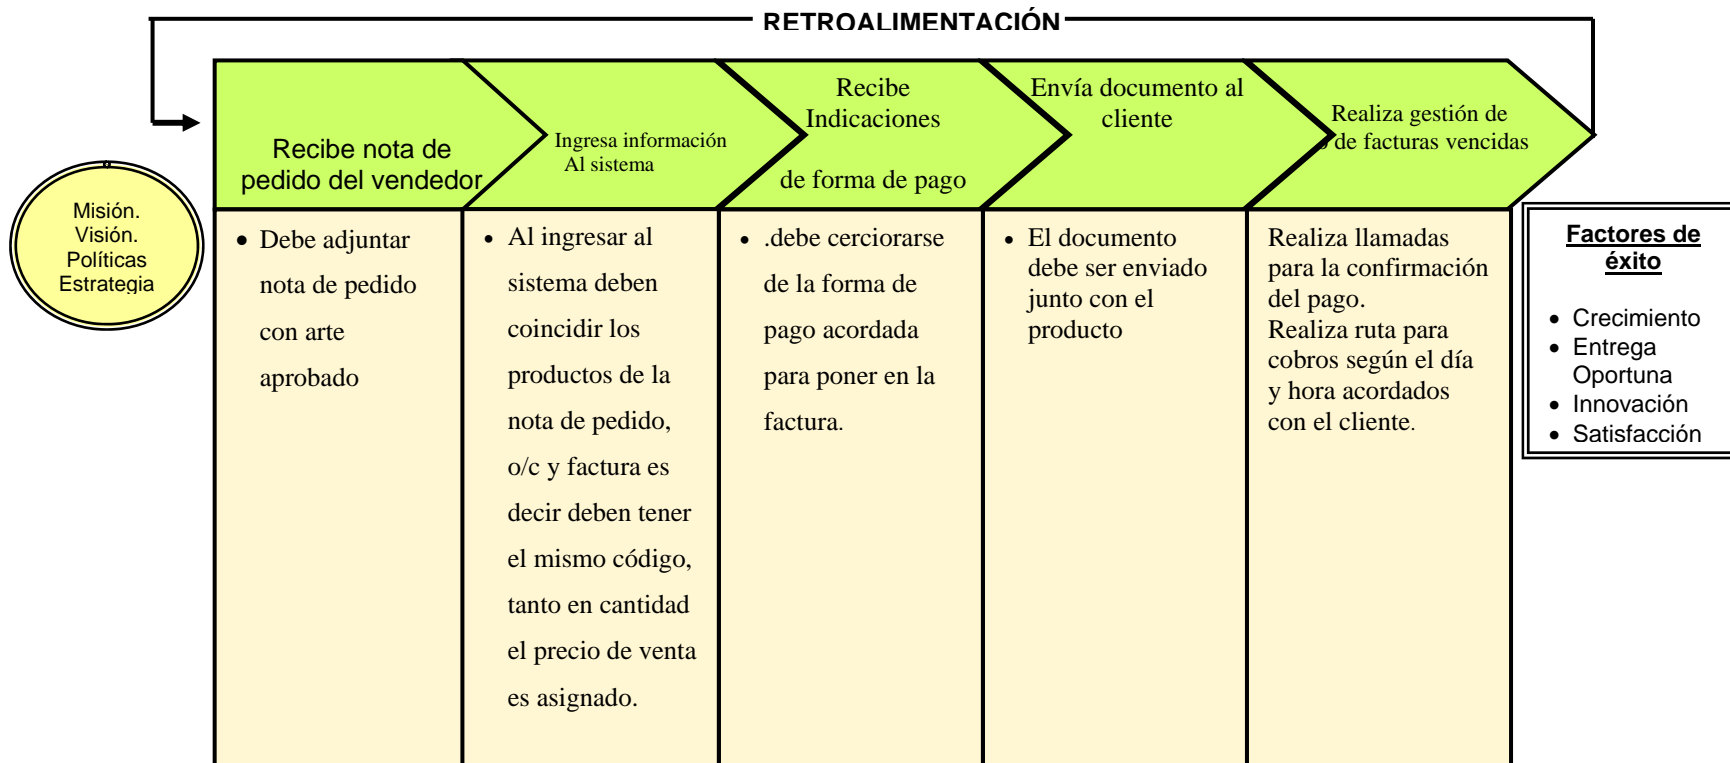 RETROALIMENTACIÓN
Recibe nota de
pedido del vendedor
Ingresa información
Al sistema
Recibe
Indicaciones
de forma de pago
Envía documento al
cliente
Realiza gestión de
de facturas vencidas
Misión.
Visión.
Políticas
Estrategia
• Debe adjuntar
nota de pedido
con arte
aprobado
• Al ingresar al
sistema deben
coincidir los
productos de la
nota de pedido,
o/c y factura es
decir deben tener
el mismo código,
tanto en cantidad
el precio de venta
es asignado.
• .debe cerciorarse
de la forma de
pago acordada
para poner en la
factura.
• El documento
debe ser enviado
junto con el
producto
Realiza llamadas
para la confirmación
del pago.
Realiza ruta para
cobros según el día
y hora acordados
con el cliente.
Factores de
éxito
• Crecimiento
• Entrega
Oportuna
• Innovación
• Satisfacción